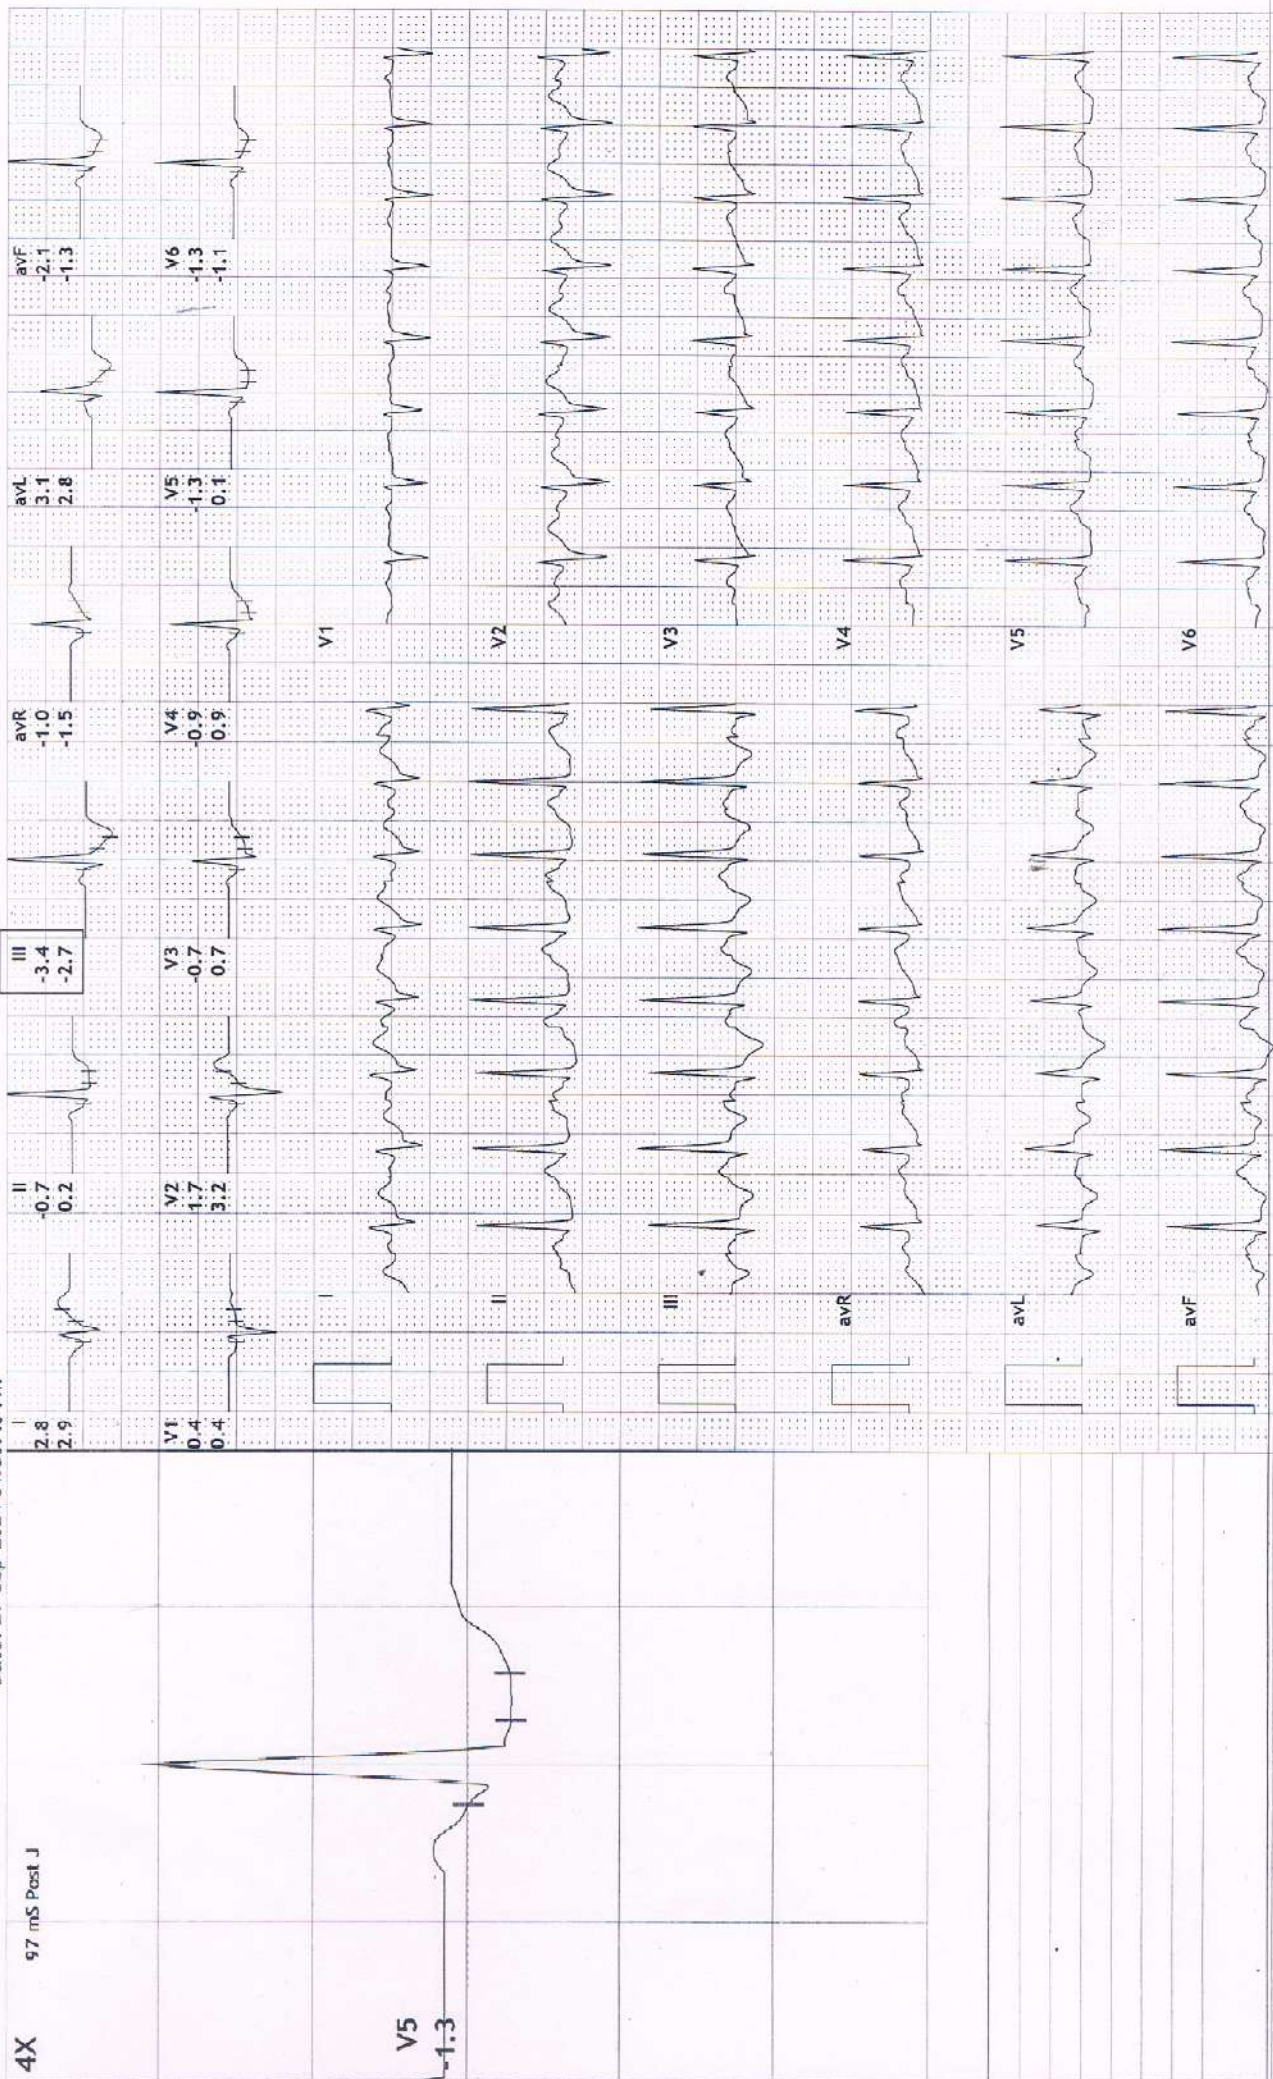 4X
97 mS Post J
V5
-1.3
I
2.8
2.9
II
-0.7
0.2
III
-3.4
-2.7
avR
-1.0
-1.5
avL
3.1
2.8
avF
-2.1
-1.3
V1
0.4
0.4
V2
1.7
3.2
V3
-0.7
0.7
V4
-0.9
0.9
V5
-1.3
0.1
V6
-1.3
-1.1
I
V1
II
V2
III
V3
avR
V4
avL
V5
avF
V6